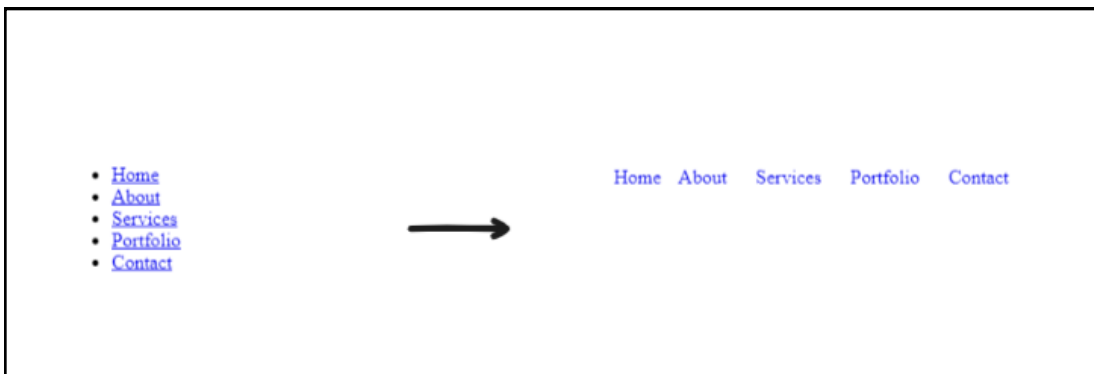 Home
About
Services
Portfolio
Contact
Home About Services Portfolio Contact